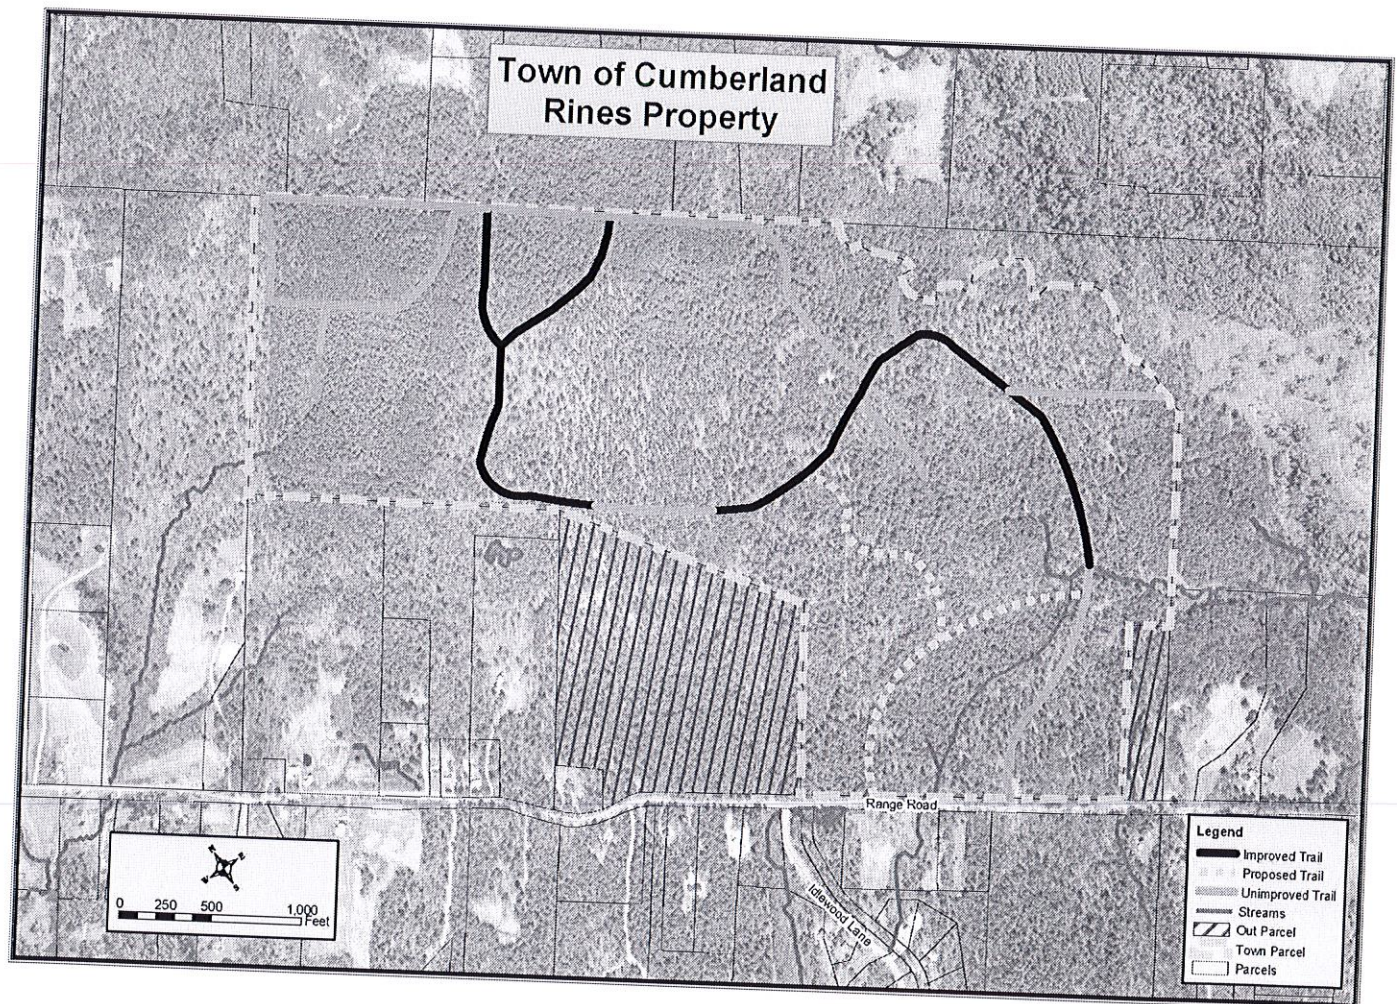 Town of Cumberland
Rines Property
Range Road
Idlewood Lane
0 250 500 1,000
Feet
Legend
Improved Trail
Proposed Trail
Unimproved Trail
Streams
Out Parcel
Town Parcel
Parcels